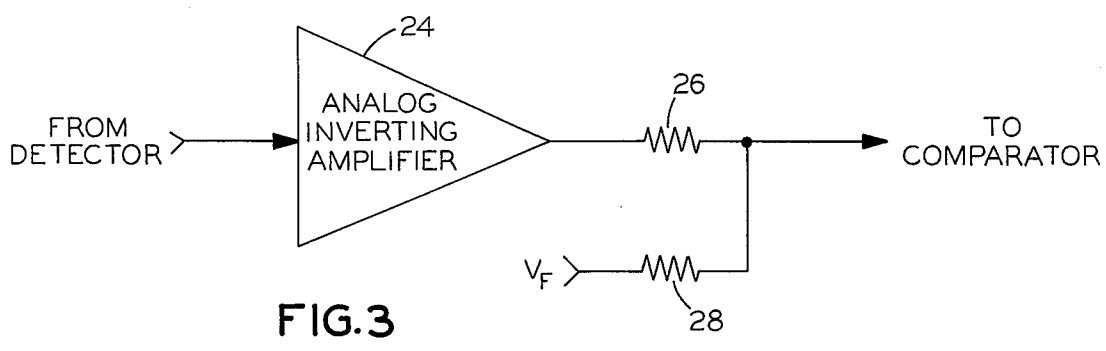 24
ANALOG
INVERTING
AMPLIFIER
FROM
DETECTOR
26
TO
COMPARATOR
V_F
28
FIG. 3